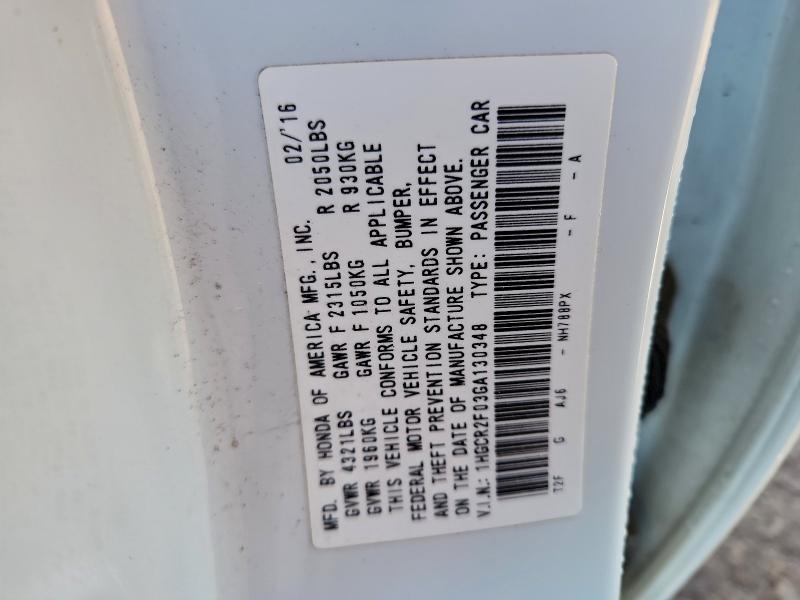 MFD. BY HONDA OF AMERICA MFG., INC. 02/'16
GVWR 4321LBS GAWR F 2315LBS R 2050LBS
GVWR 1960KG GAWR F 1050KG R 930KG
THIS VEHICLE CONFORMS TO ALL APPLICABLE
FEDERAL MOTOR VEHICLE SAFETY, BUMPER,
AND THEFT PREVENTION STANDARDS IN EFFECT
ON THE DATE OF MANUFACTURE SHOWN ABOVE.
V.I.N.: 1HGCR2F03GA130348 TYPE: PASSENGER CAR
T2F G AJ6 - NH788PX - F - A